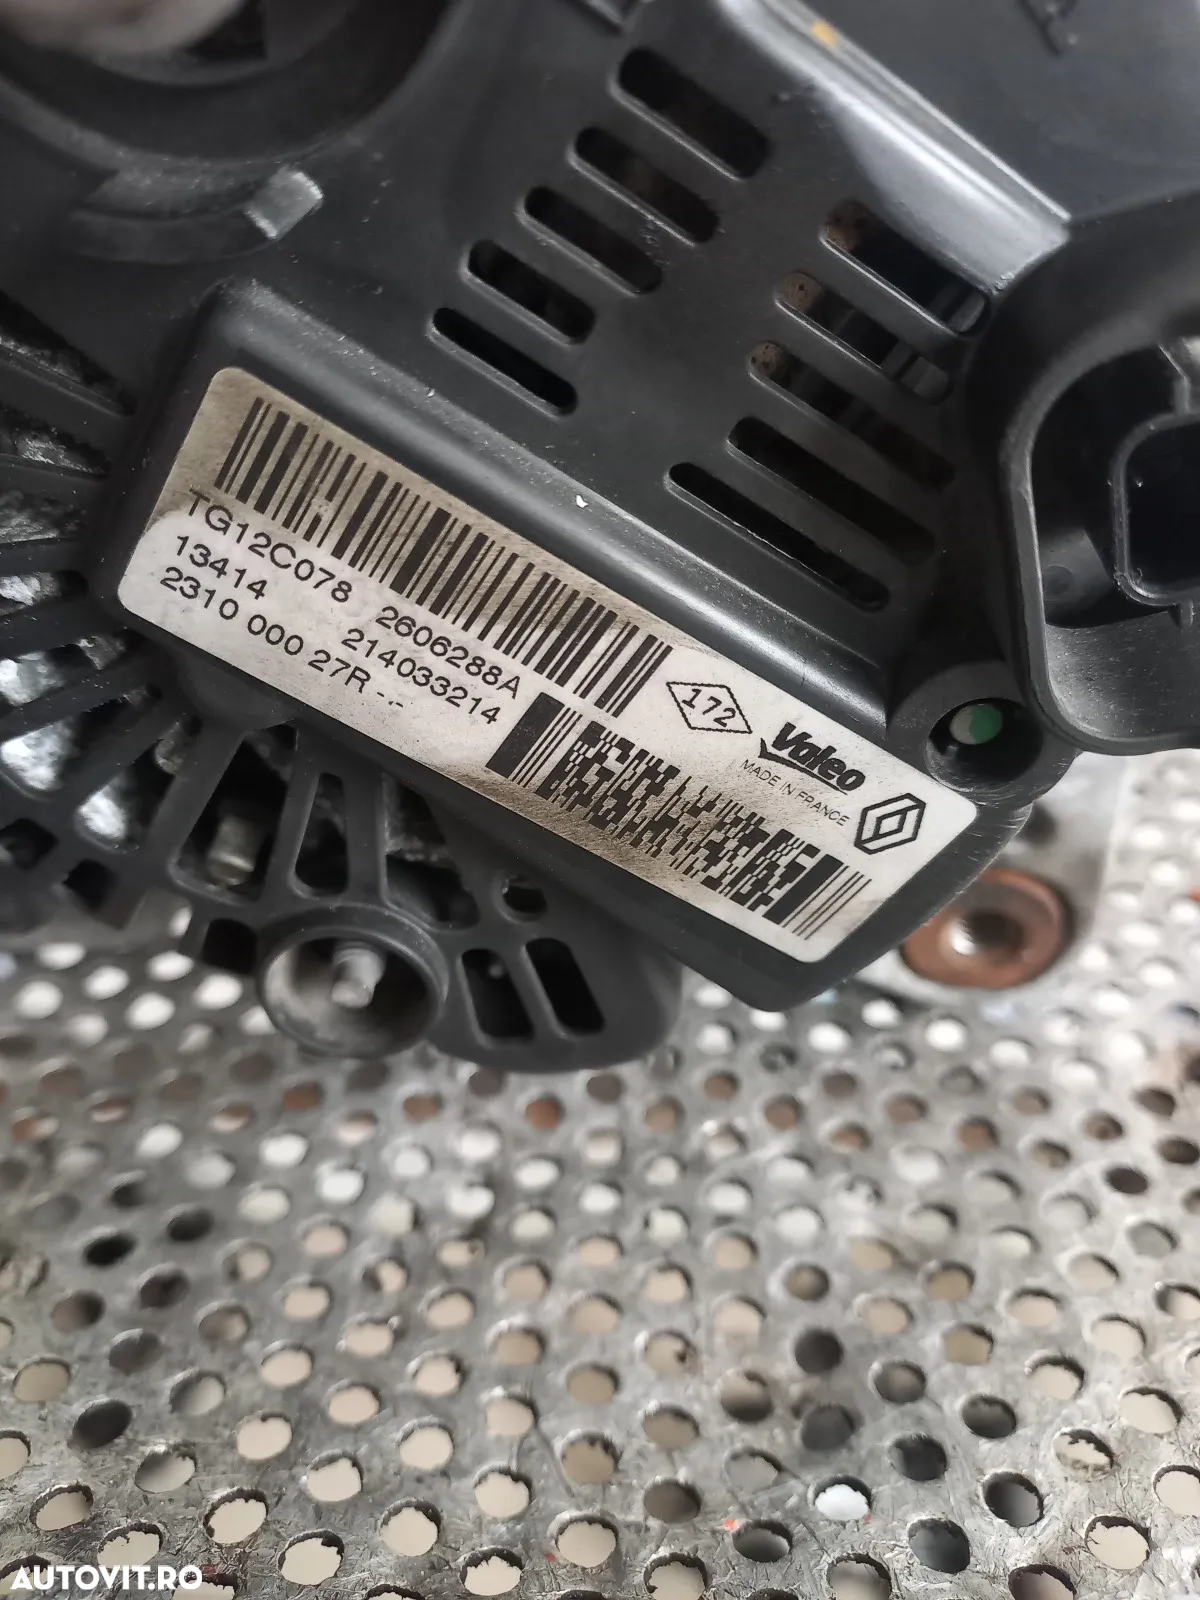 TG12C078 2606288A
13414 214033214
2310 000 27R --
172
Valeo
MADE IN FRANCE
AUTOVIT.RO